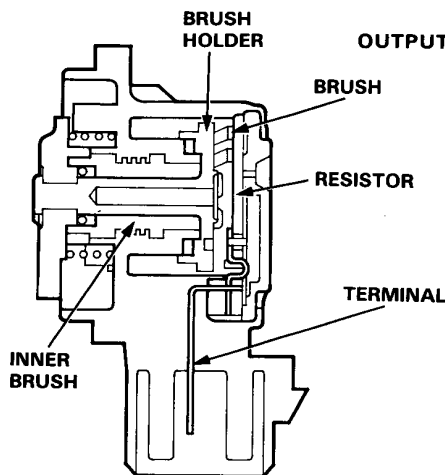 BRUSH
HOLDER
OUTPUT
BRUSH
RESISTOR
TERMINAL
INNER
BRUSH